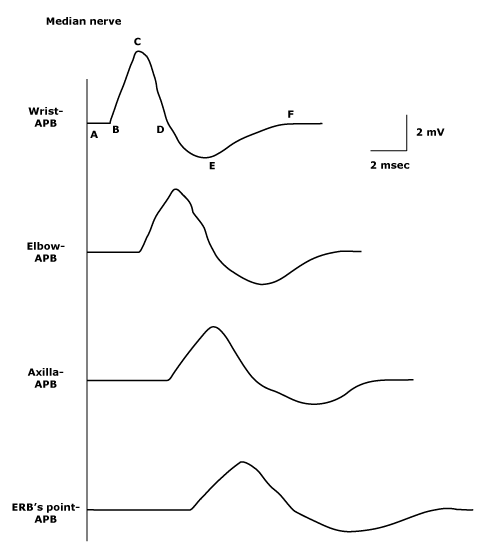 Median nerve
C
Wrist-
APB
A
B
D
E
F
2 mV
2 msec
Elbow-
APB
Axilla-
APB
ERB's point-
APB